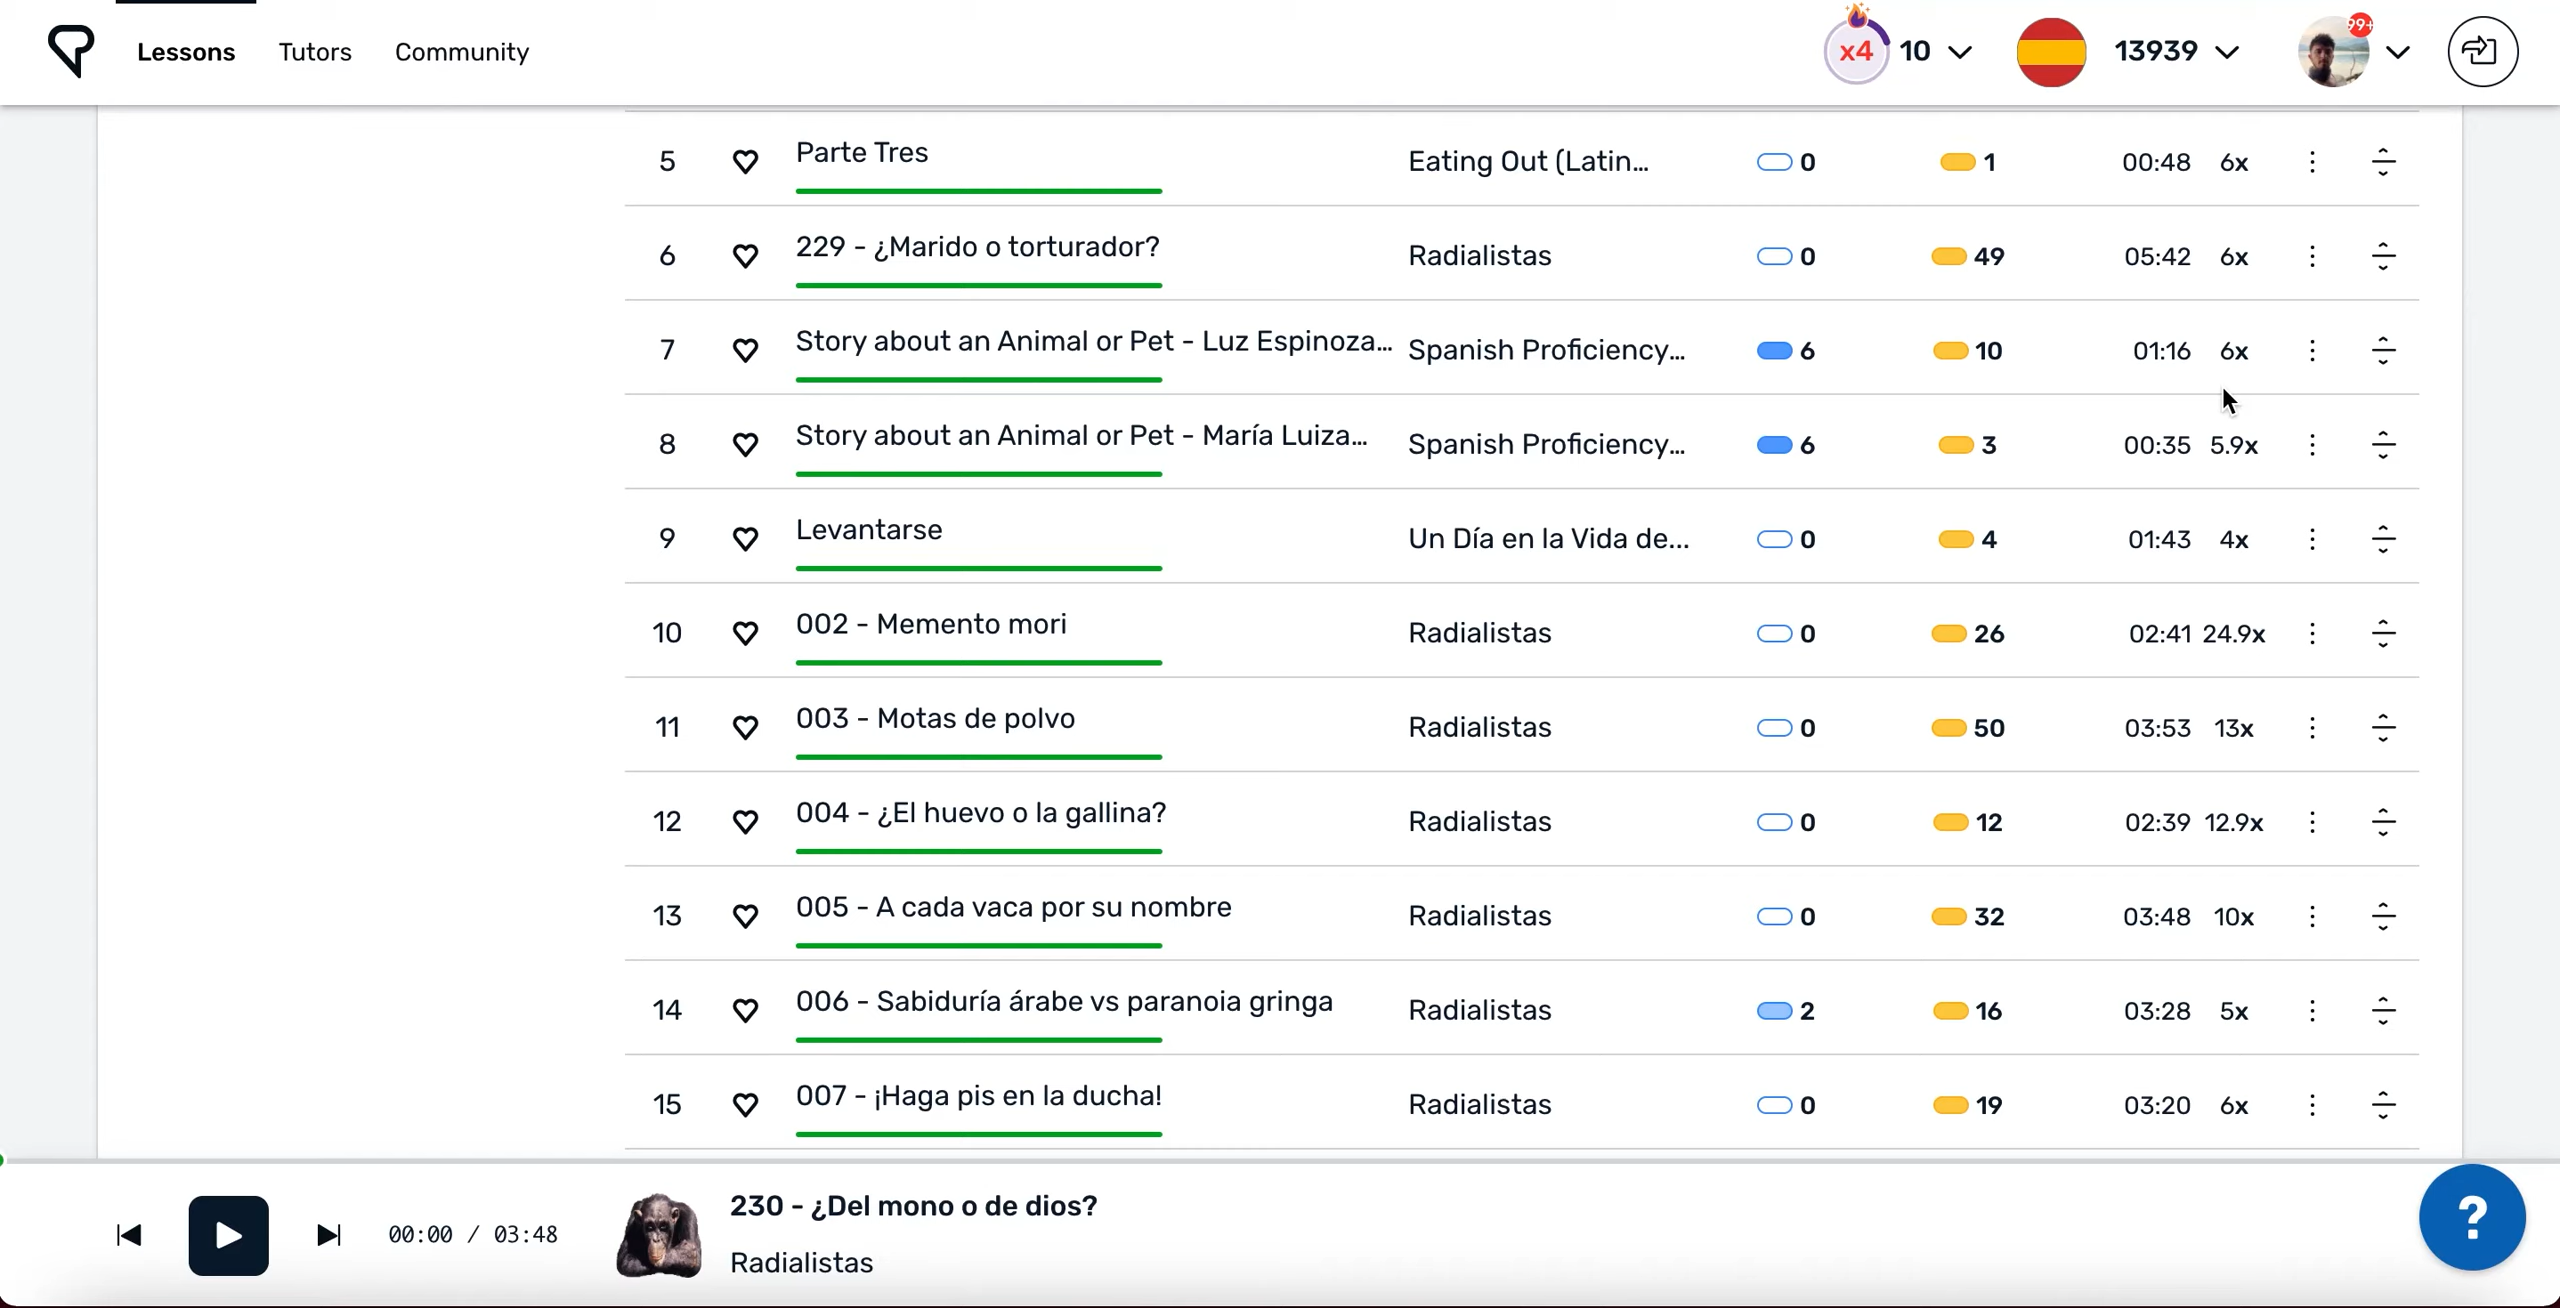 Lessons Tutors Community x4 10 13939 99+
5 Parte Tres Eating Out (Latin... 0 1 00:48 6x
6 229 - ¿Marido o torturador? Radialistas 0 49 05:42 6x
7 Story about an Animal or Pet - Luz Espinoza... Spanish Proficiency... 6 10 01:16 6x
8 Story about an Animal or Pet - María Luiza... Spanish Proficiency... 6 3 00:35 5.9x
9 Levantarse Un Día en la Vida de... 0 4 01:43 4x
10 002 - Memento mori Radialistas 0 26 02:41 24.9x
11 003 - Motas de polvo Radialistas 0 50 03:53 13x
12 004 - ¿El huevo o la gallina? Radialistas 0 12 02:39 12.9x
13 005 - A cada vaca por su nombre Radialistas 0 32 03:48 10x
14 006 - Sabiduría árabe vs paranoia gringa Radialistas 2 16 03:28 5x
15 007 - ¡Haga pis en la ducha! Radialistas 0 19 03:20 6x
00:00 / 03:48
230 - ¿Del mono o de dios?
Radialistas
?